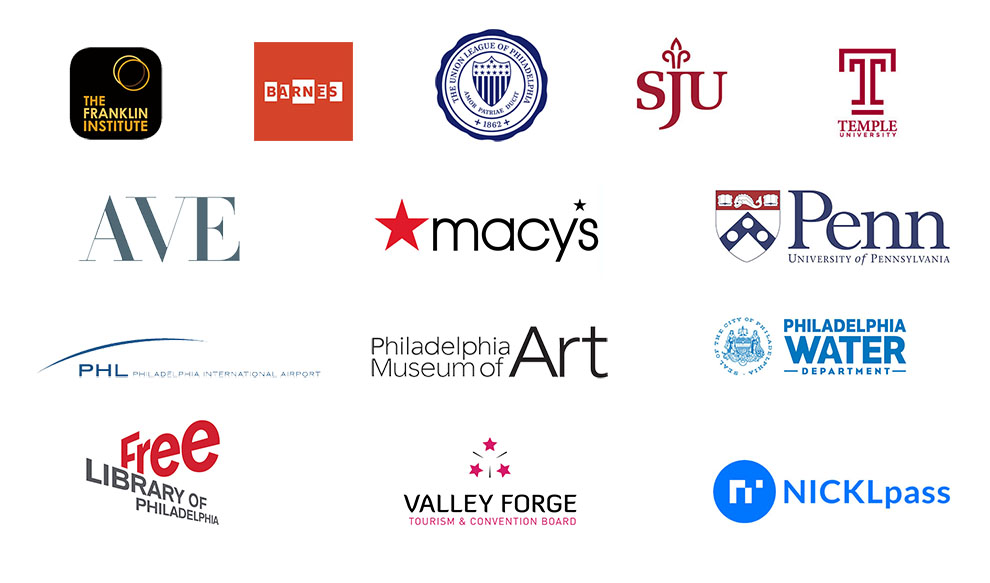 THE
FRANKLIN
INSTITUTE
BARNES
THE UNION LEAGUE OF PHILADELPHIA
AMOR PATRIAE DUCIT
1862
SJU
TEMPLE
UNIVERSITY
AVE
macy's
Penn
UNIVERSITY of PENNSYLVANIA
PHL PHILADELPHIA INTERNATIONAL AIRPORT
Philadelphia
Museum of Art
SEAL OF THE CITY OF PHILADELPHIA
PHILADELPHIA
WATER
DEPARTMENT
Free
LIBRARY OF
PHILADELPHIA
VALLEY FORGE
TOURISM & CONVENTION BOARD
NICKLpass